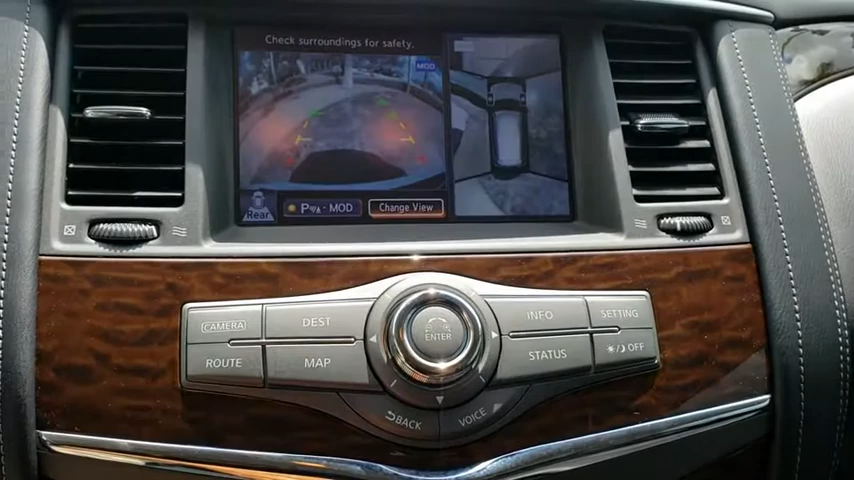 Check surroundings for safety.
MOD
Rear
P MOD
Change View
CAMERA
DEST
INFO
SETTING
ENTER
ROUTE
MAP
STATUS
OFF
BACK
VOICE